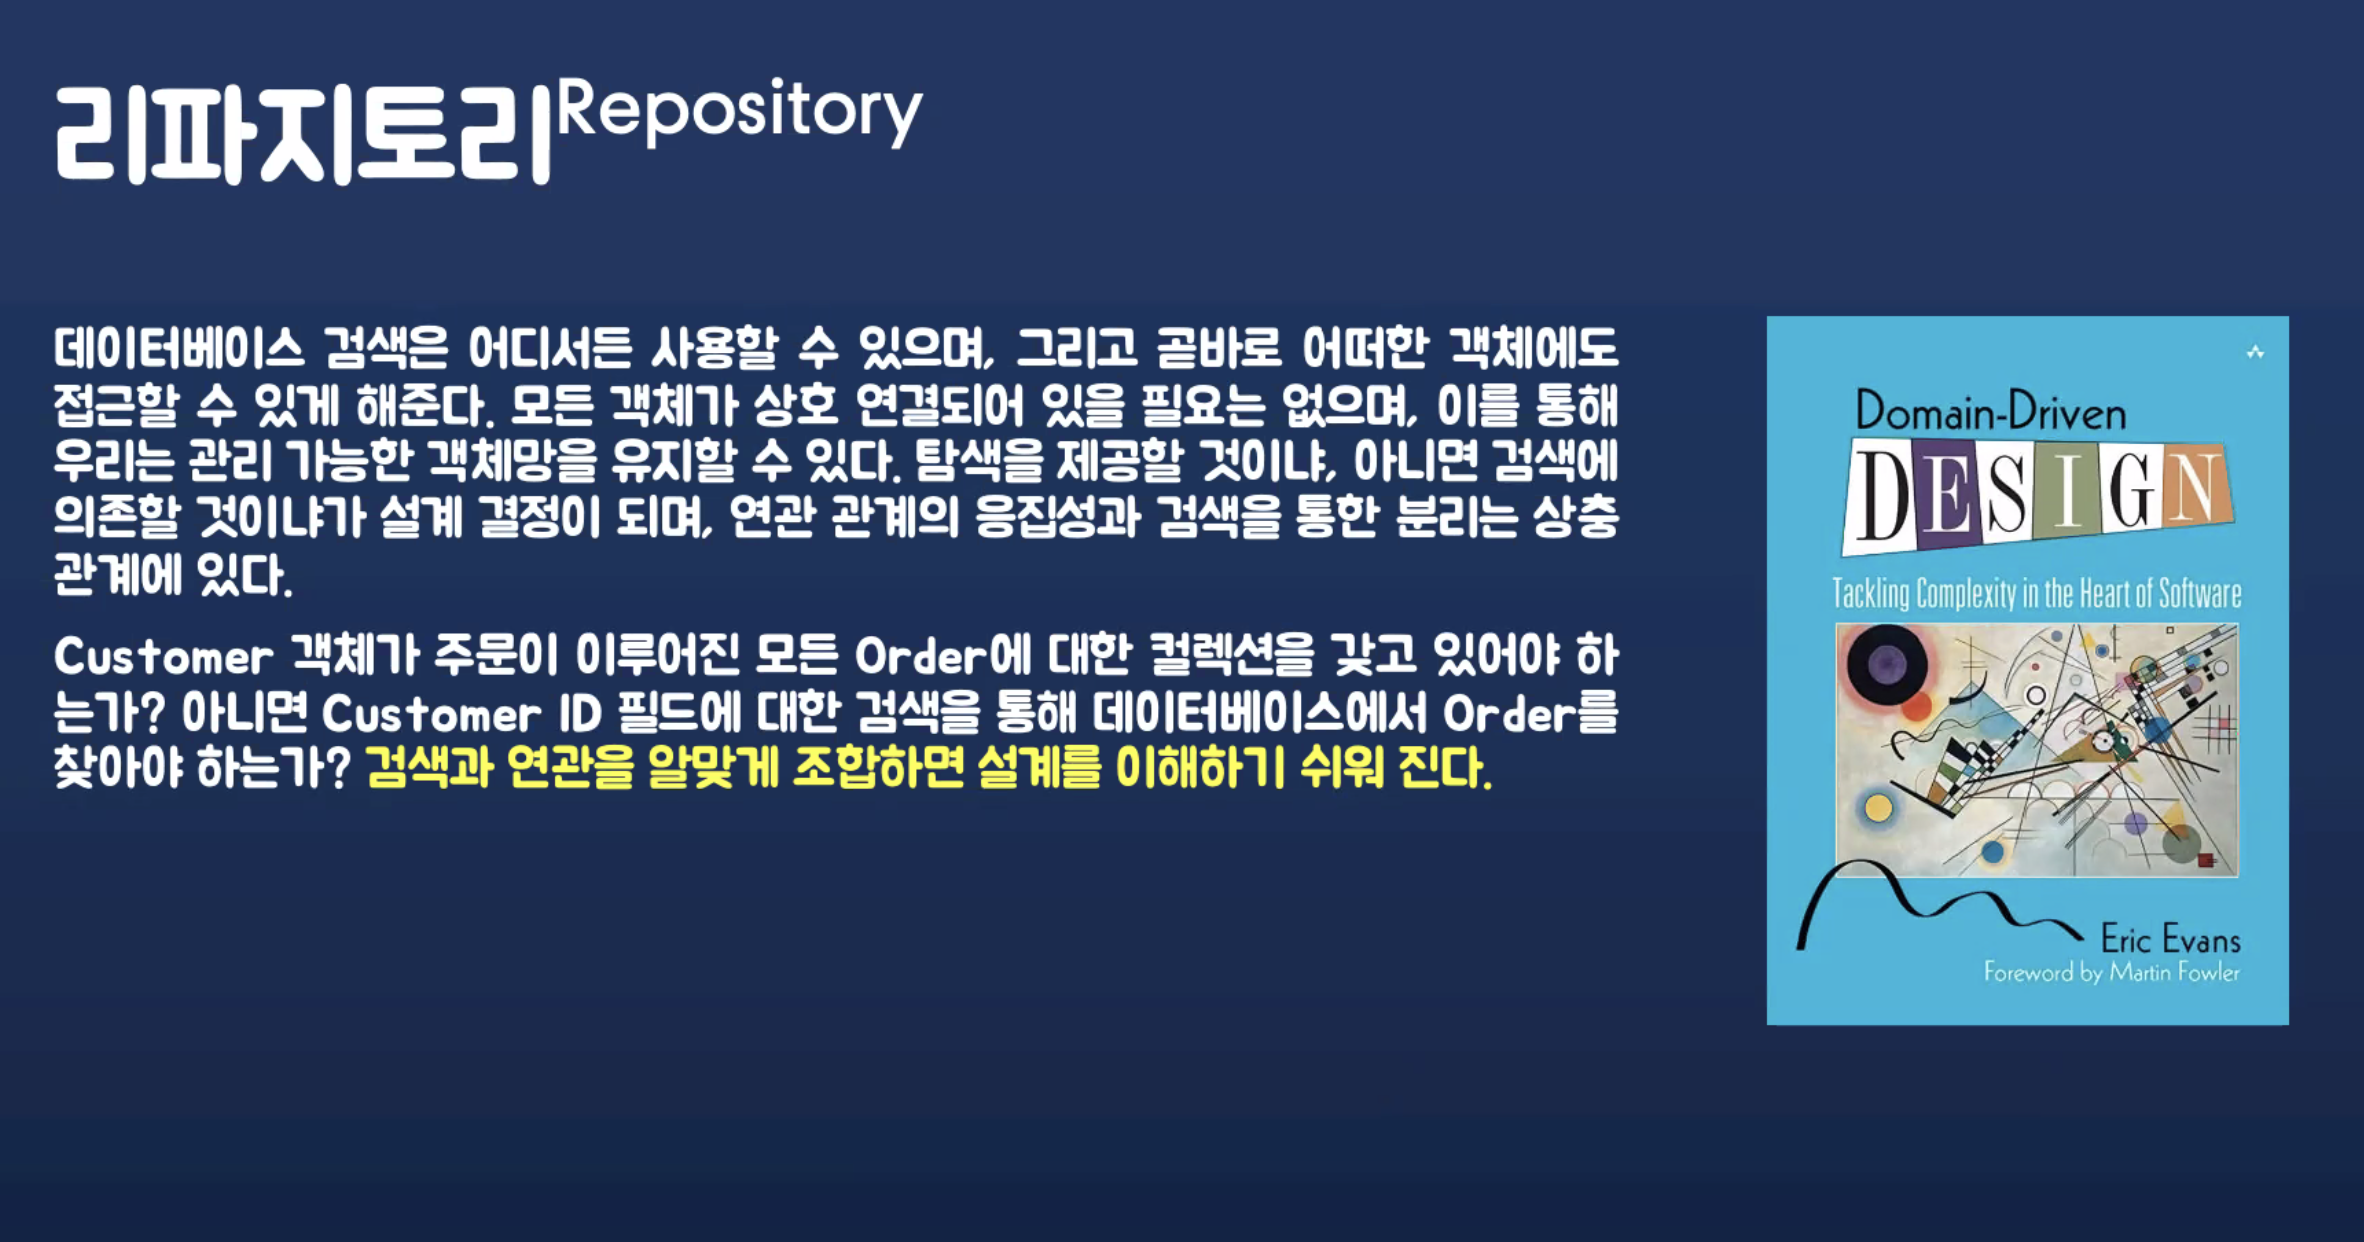 리파지토리Repository
데이터베이스 검색은 어디서든 사용할 수 있으며, 그리고 곧바로 어떠한 객체에도
접근할 수 있게 해준다. 모든 객체가 상호 연결되어 있을 필요는 없으며, 이를 통해
우리는 관리 가능한 객체망을 유지할 수 있다. 탐색을 제공할 것이냐, 아니면 검색에
의존할 것이냐가 설계 결정이 되며, 연관 관계의 응집성과 검색을 통한 분리는 상충
관계에 있다.
Customer 객체가 주문이 이루어진 모든 Order에 대한 컬렉션을 갖고 있어야 하
는가? 아니면 Customer ID 필드에 대한 검색을 통해 데이터베이스에서 Order를
찾아야 하는가? 검색과 연관을 알맞게 조합하면 설계를 이해하기 쉬워 진다.
Domain-Driven
DESIGN
Tackling Complexity in the Heart of Software
Eric Evans
Foreword by Martin Fowler